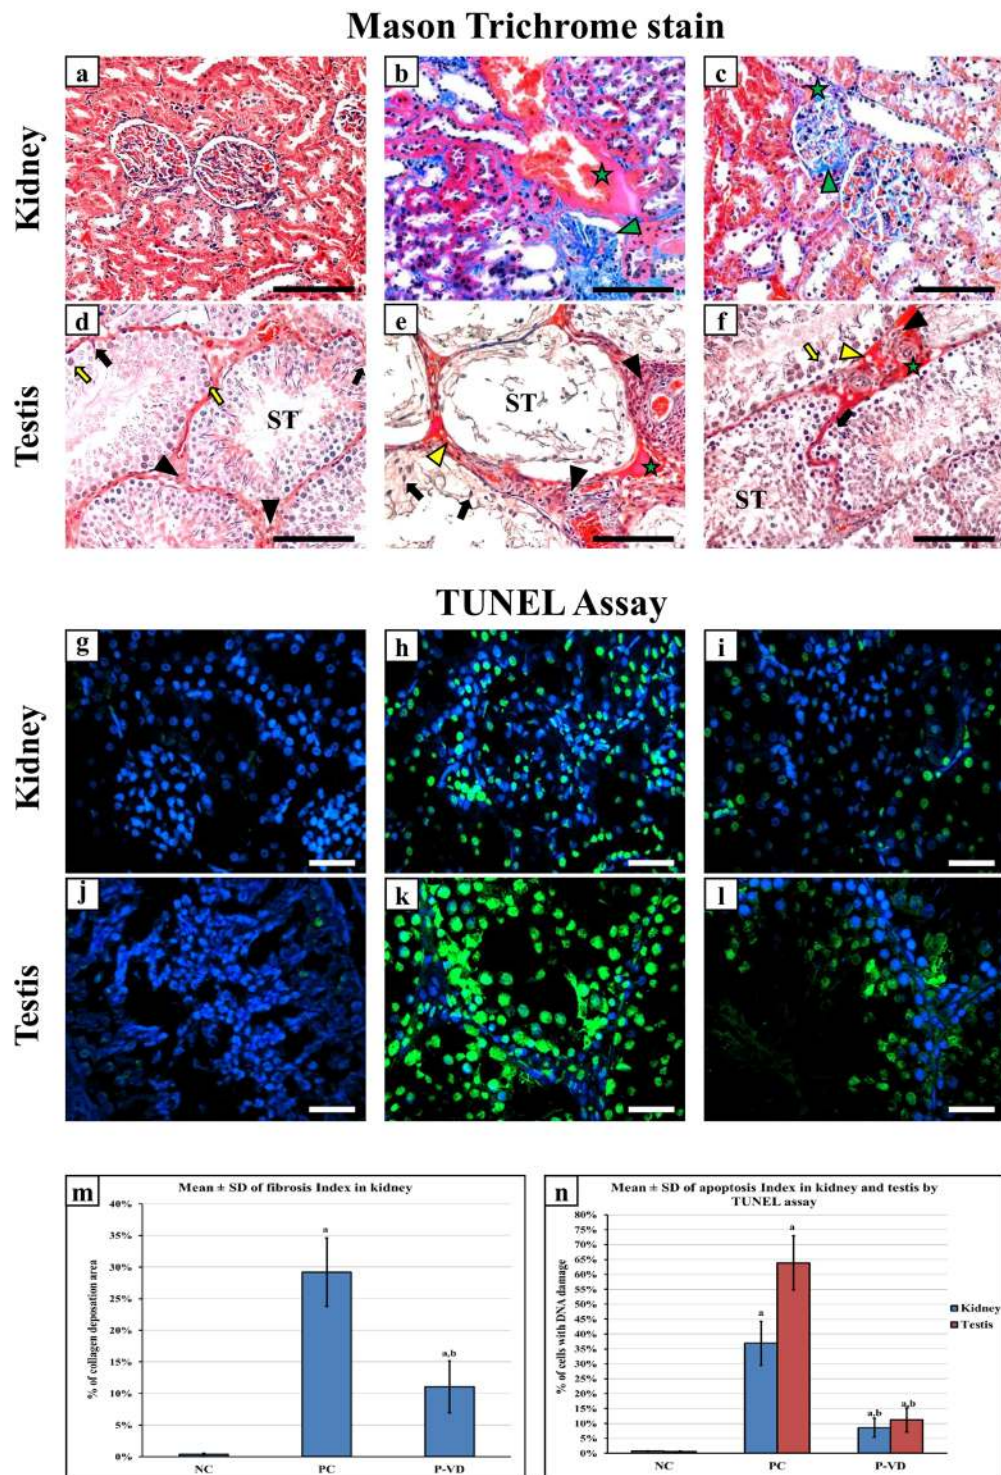 Mason Trichrome stain
Kidney
a
b
c
Testis
d
ST
e
ST
f
ST
TUNEL Assay
Kidney
g
h
i
Testis
j
k
l
m
Mean ± SD of fibrosis Index in kidney
% of collagen deposation area
40%
35%
30%
25%
20%
15%
10%
5%
0%
a
a,b
NC
PC
P-VD
n
Mean ± SD of apoptosis Index in kidney and testis by
TUNEL assay
% of cells with DNA damage
80%
75%
70%
65%
60%
55%
50%
45%
40%
35%
30%
25%
20%
15%
10%
5%
0%
a
a
a,b
a,b
NC
PC
P-VD
Kidney
Testis